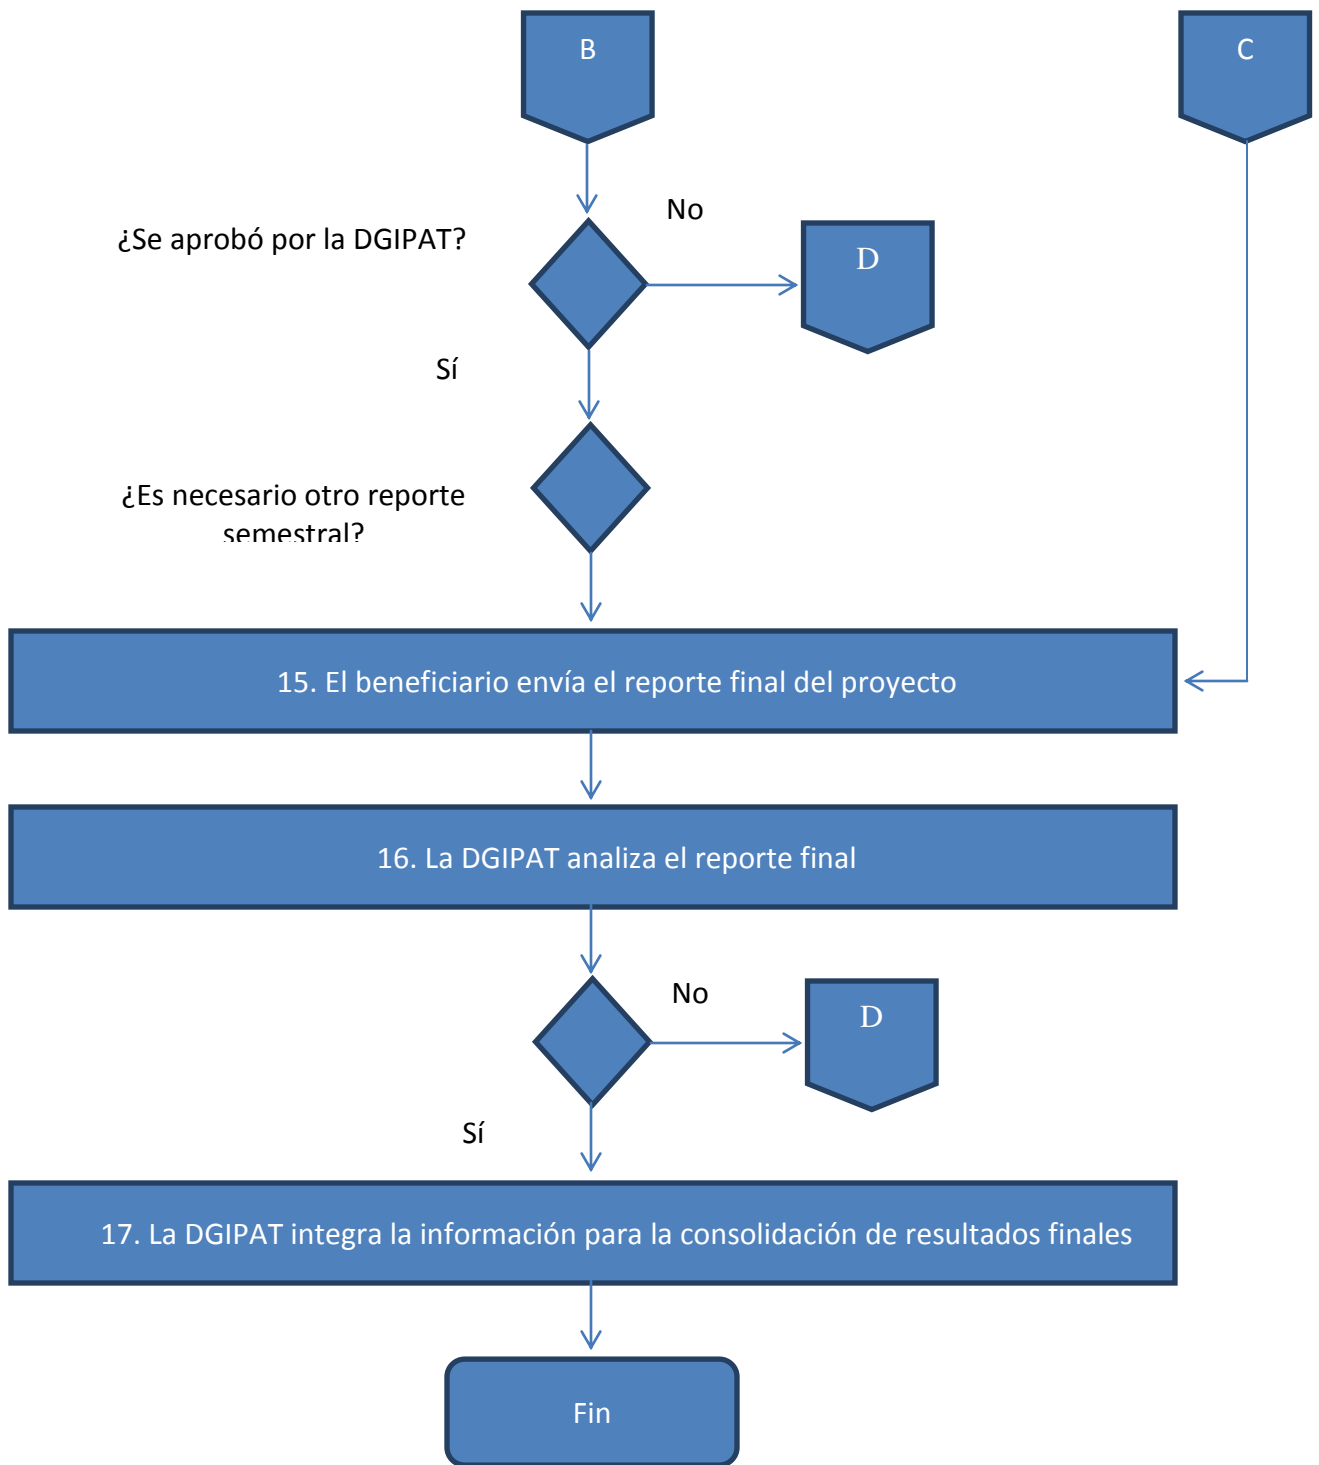 B
C
No
¿Se aprobó por la DGIPAT?
D
Sí
¿Es necesario otro reporte
semestral?
15. El beneficiario envía el reporte final del proyecto
16. La DGIPAT analiza el reporte final
No
D
Sí
17. La DGIPAT integra la información para la consolidación de resultados finales
Fin